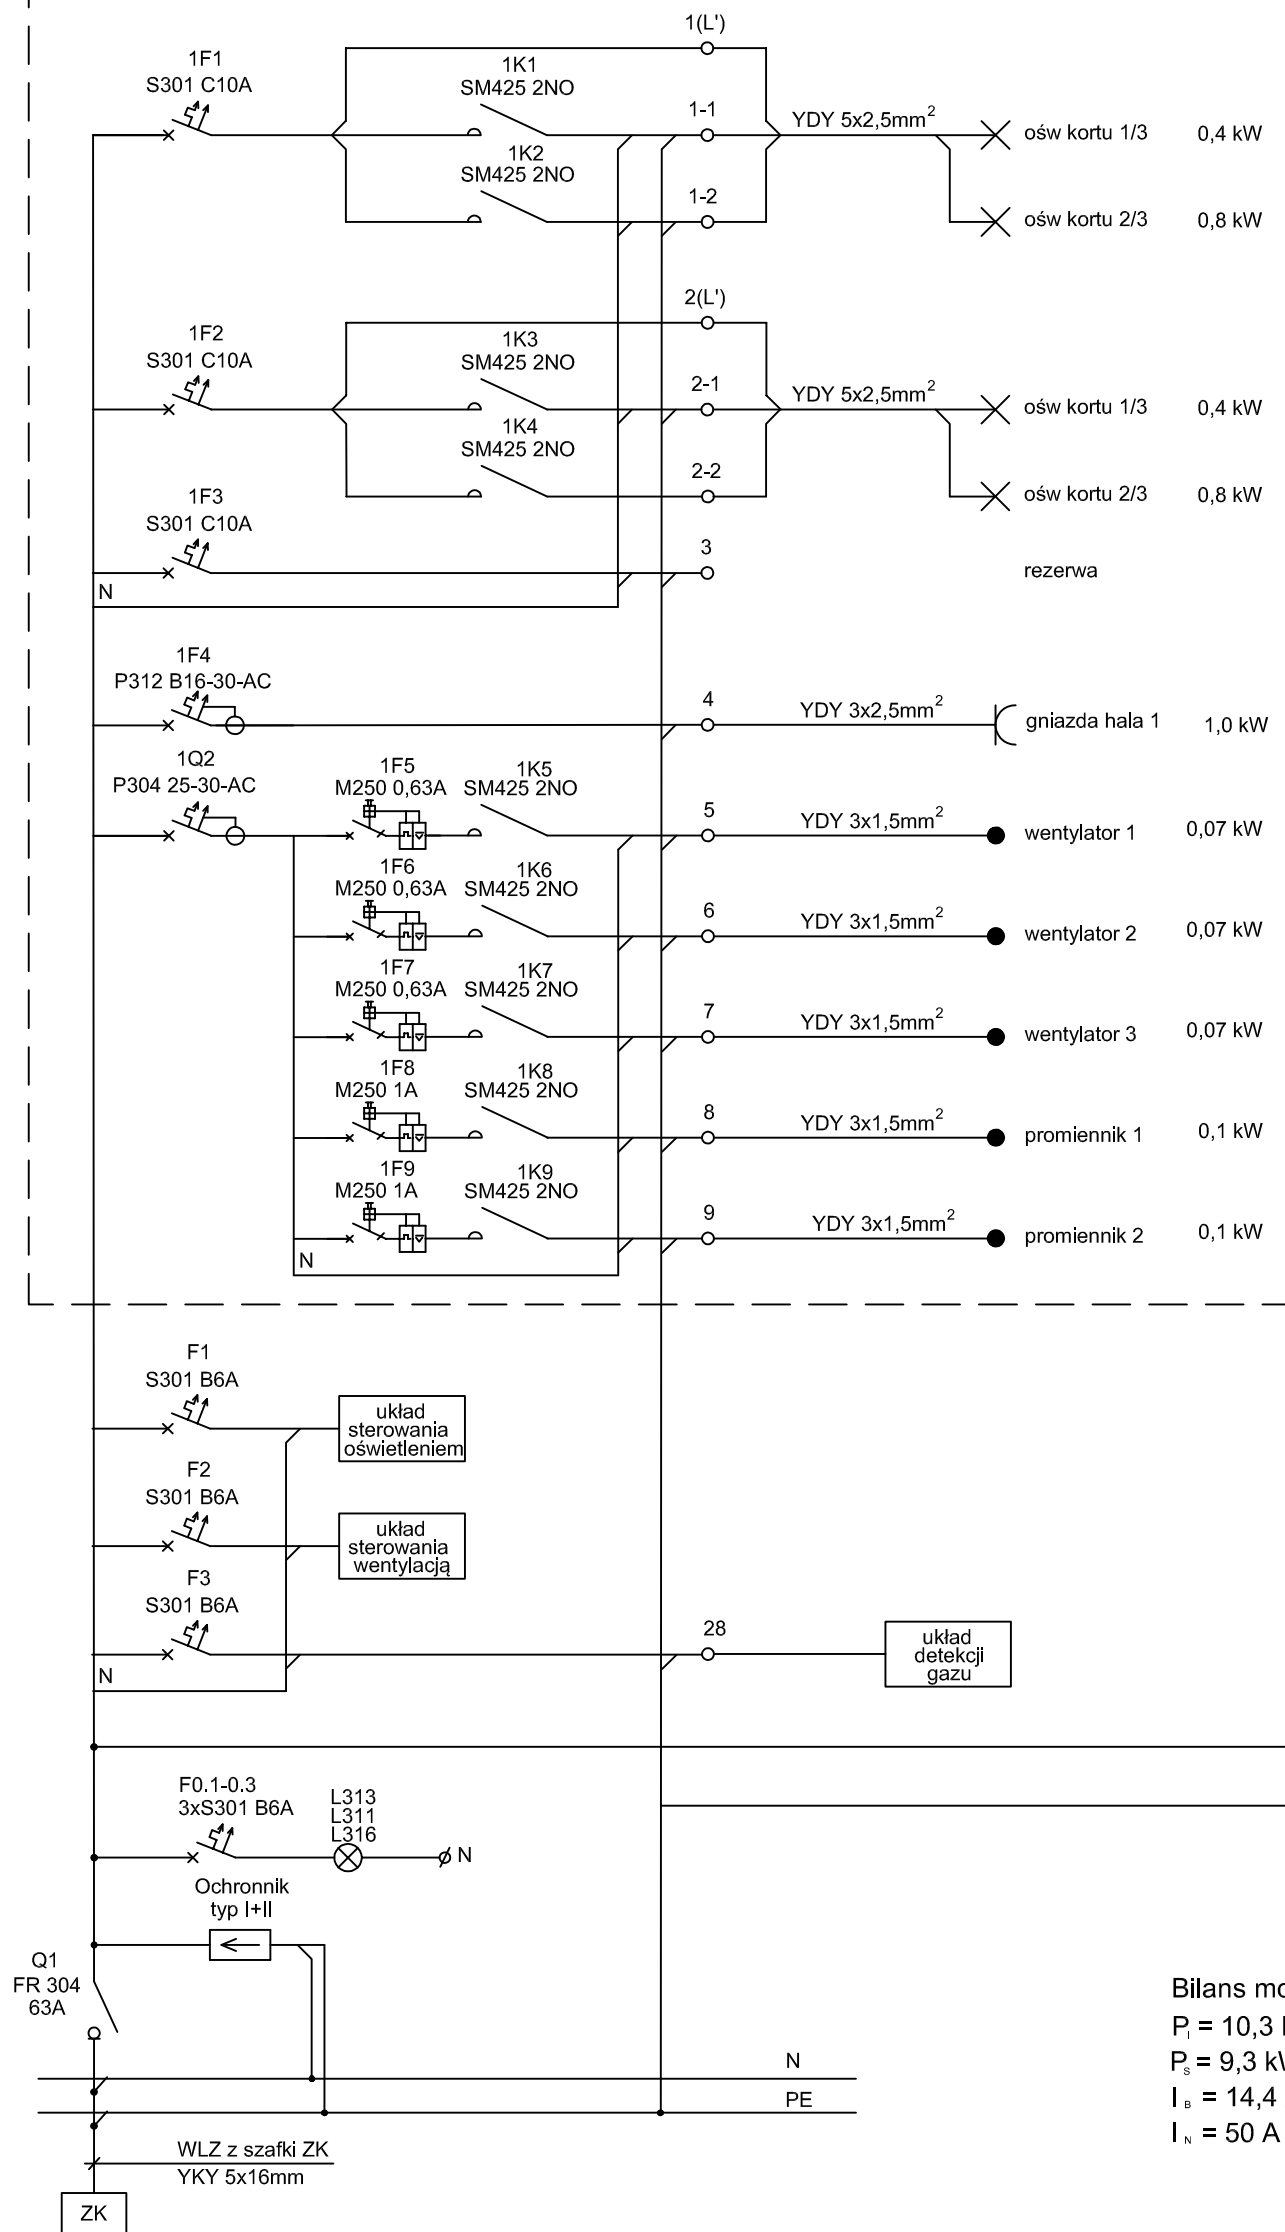 1(L')
1F1
S301 C10A
1K1
SM425 2NO
1-1
YDY 5x2,5mm²
ośw kortu 1/3
0,4 kW
1K2
SM425 2NO
1-2
ośw kortu 2/3
0,8 kW
2(L')
1F2
S301 C10A
1K3
SM425 2NO
2-1
YDY 5x2,5mm²
ośw kortu 1/3
0,4 kW
1K4
SM425 2NO
2-2
ośw kortu 2/3
0,8 kW
1F3
S301 C10A
3
rezerwa
N
1F4
P312 B16-30-AC
4
YDY 3x2,5mm²
gniazda hala 1
1,0 kW
1Q2
P304 25-30-AC
1F5
M250 0,63A
1K5
SM425 2NO
5
YDY 3x1,5mm²
wentylator 1
0,07 kW
1F6
M250 0,63A
1K6
SM425 2NO
6
YDY 3x1,5mm²
wentylator 2
0,07 kW
1F7
M250 0,63A
1K7
SM425 2NO
7
YDY 3x1,5mm²
wentylator 3
0,07 kW
1F8
M250 1A
1K8
SM425 2NO
8
YDY 3x1,5mm²
promiennik 1
0,1 kW
1F9
M250 1A
1K9
SM425 2NO
9
YDY 3x1,5mm²
promiennik 2
0,1 kW
N
F1
S301 B6A
układ
sterowania
oświetleniem
F2
S301 B6A
układ
sterowania
wentylacją
F3
S301 B6A
28
układ
detekcji
gazu
N
F0.1-0.3
3xS301 B6A
L313
L311
L316
N
Ochronnik
typ I+II
Q1
FR 304
63A
N
PE
WLZ z szafki ZK
YKY 5x16mm
ZK
Bilans
P_I = 10,3
P_S = 9,3
I_B = 14,4
I_N = 50 A